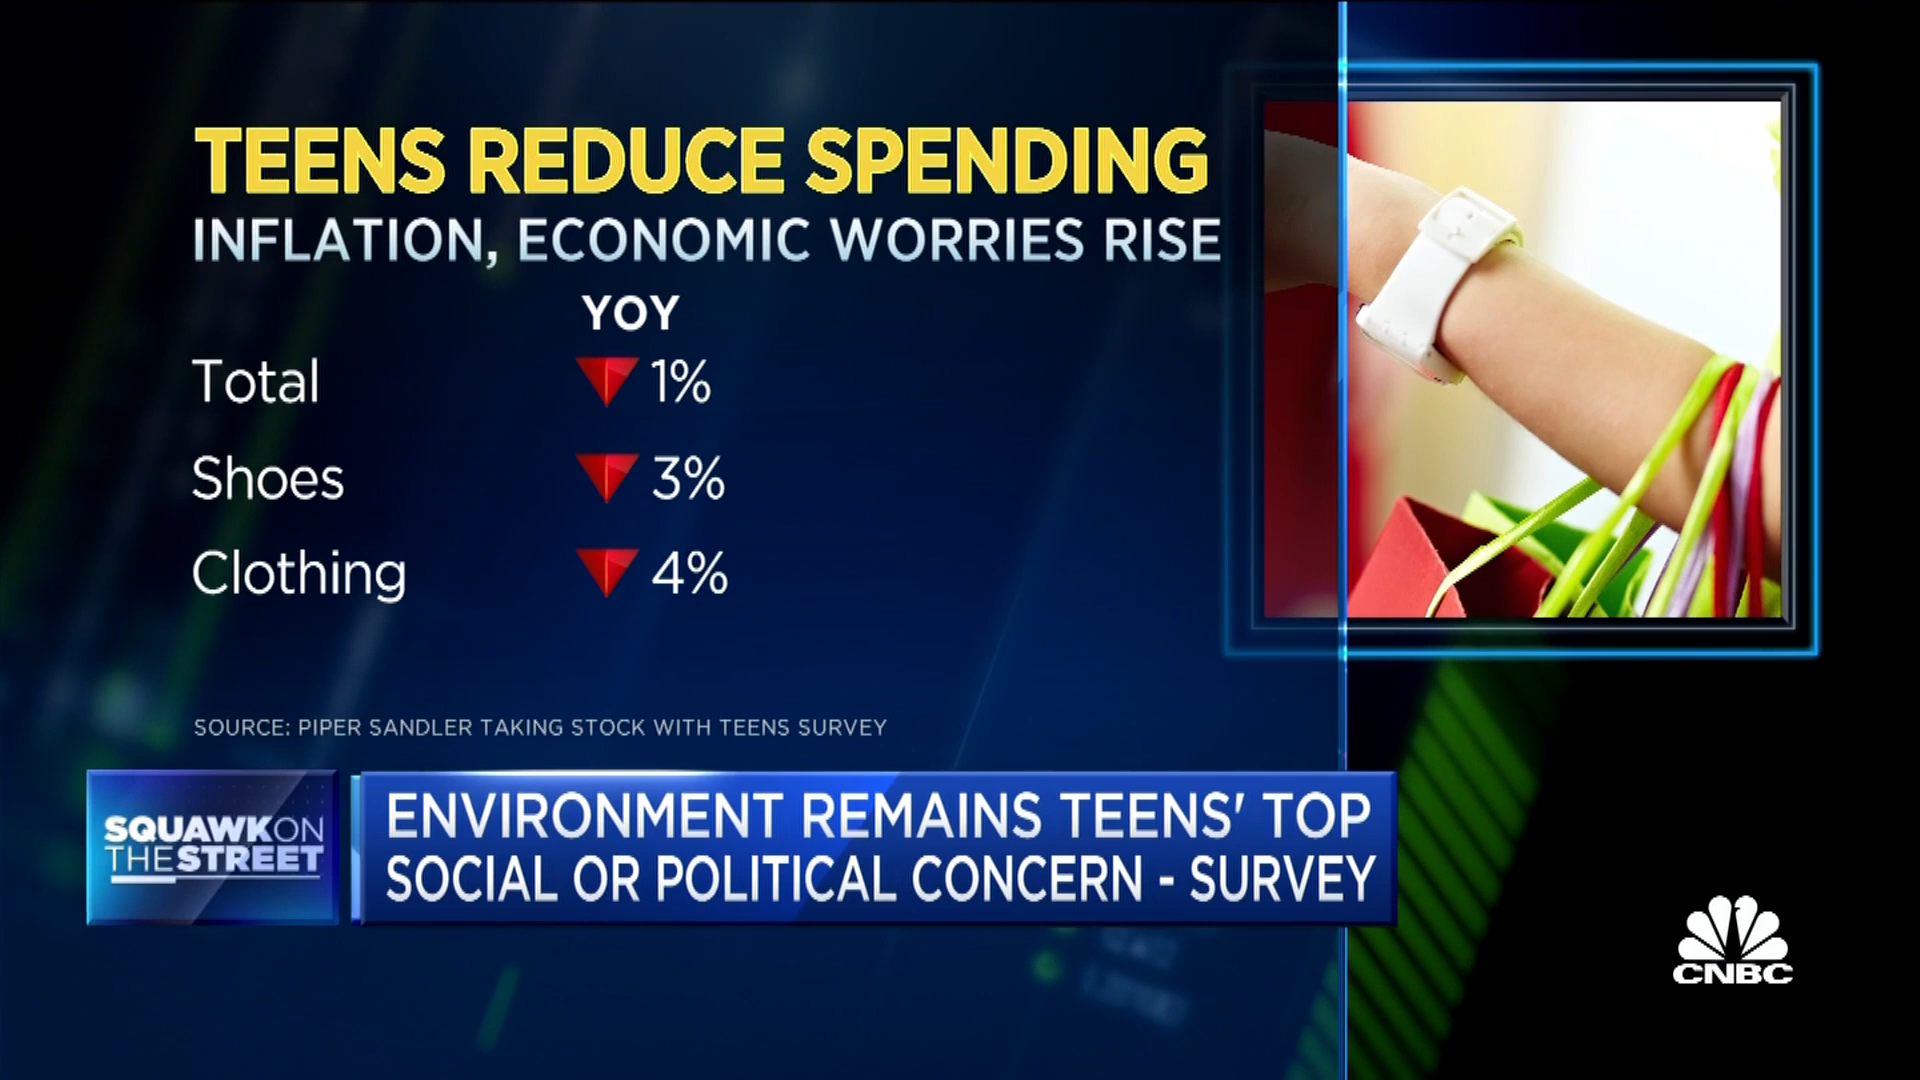 TEENS REDUCE SPENDING
INFLATION, ECONOMIC WORRIES RISE
YOY
Total 1%
Shoes 3%
Clothing 4%
SOURCE: PIPER SANDLER TAKING STOCK WITH TEENS SURVEY
SQUAWK ON
THE STREET
ENVIRONMENT REMAINS TEENS' TOP
SOCIAL OR POLITICAL CONCERN - SURVEY
CNBC